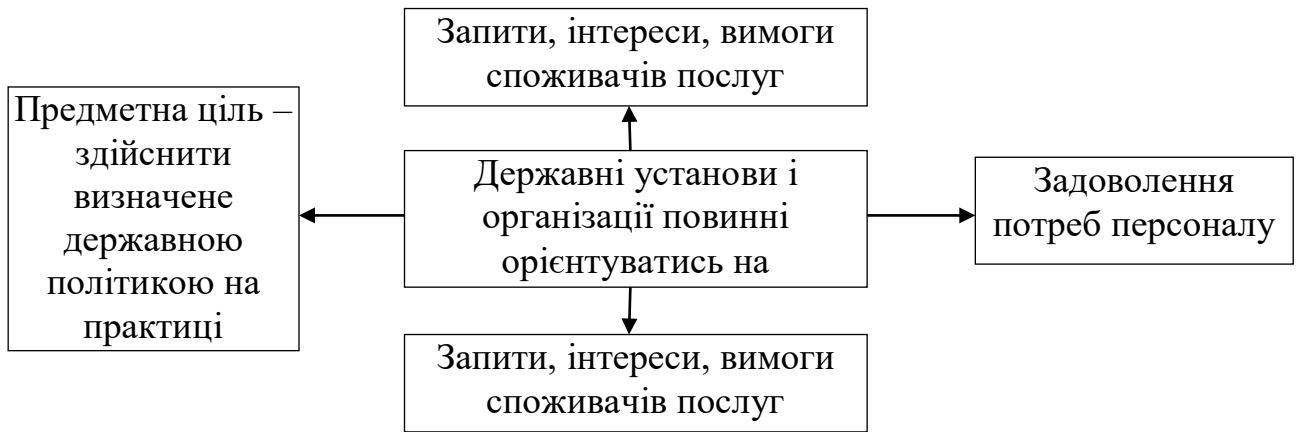 Запити, інтереси, вимоги
споживачів послуг
Предметна ціль –
здійснити
визначене
державною
політикою на
практиці
Державні установи і
організації повинні
орієнтуватись на
Задоволення
потреб персоналу
Запити, інтереси, вимоги
споживачів послуг